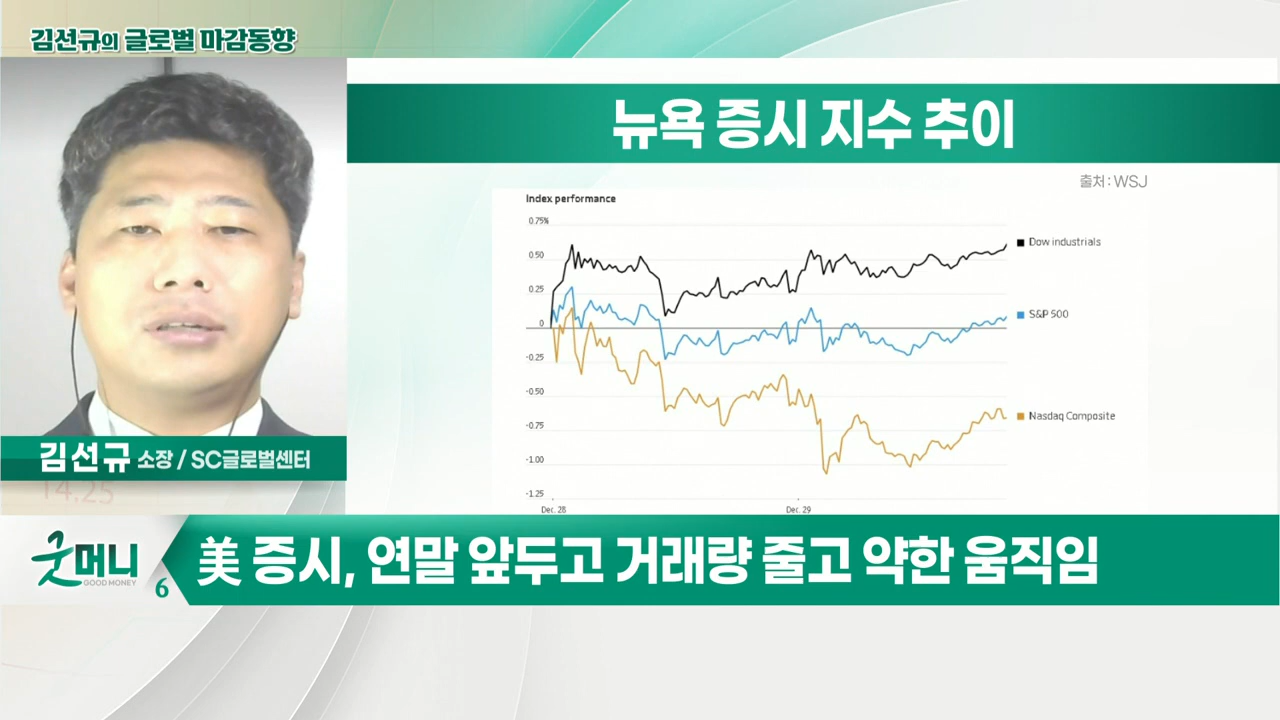 김선규의 글로벌 마감동향
뉴욕 증시 지수 추이
출처 : WSJ
Index performance
0.75%
0.50
0.25
0
-0.25
-0.50
-0.75
-1.00
-1.25
Dec. 28
Dec. 29
Dow industrials
S&P 500
Nasdaq Composite
김선규 소장 / SC글로벌센터
14.25
굿머니
GOOD MONEY
6
美 증시, 연말 앞두고 거래량 줄고 약한 움직임